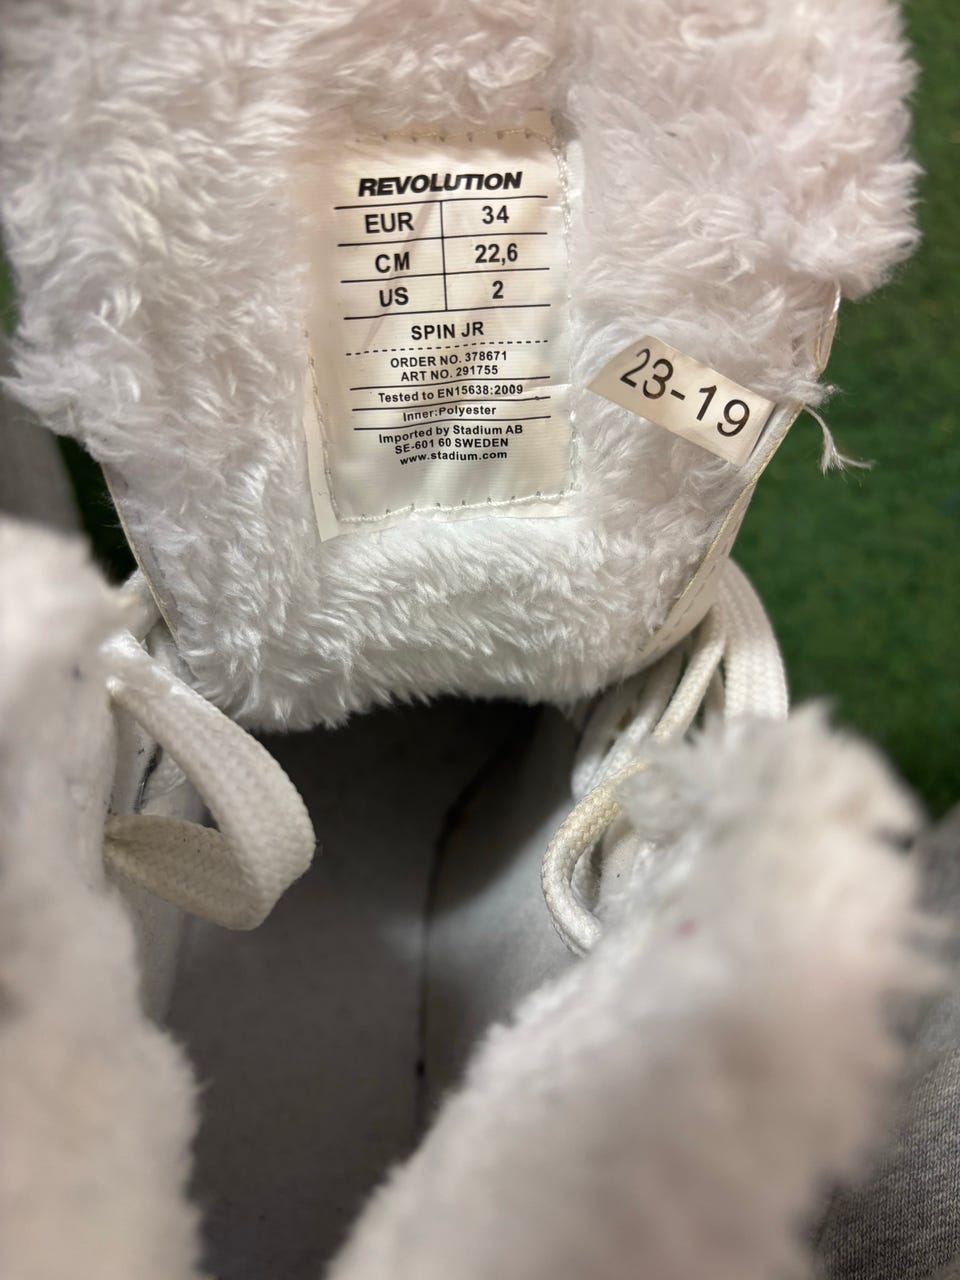 REVOLUTION
EUR 34
CM 22,6
US 2
SPIN JR
ORDER NO. 378671
ART NO. 291755
Tested to EN15638:2009
Inner:Polyester
Imported by Stadium AB
SE-601 60 SWEDEN
www.stadium.com
23-19